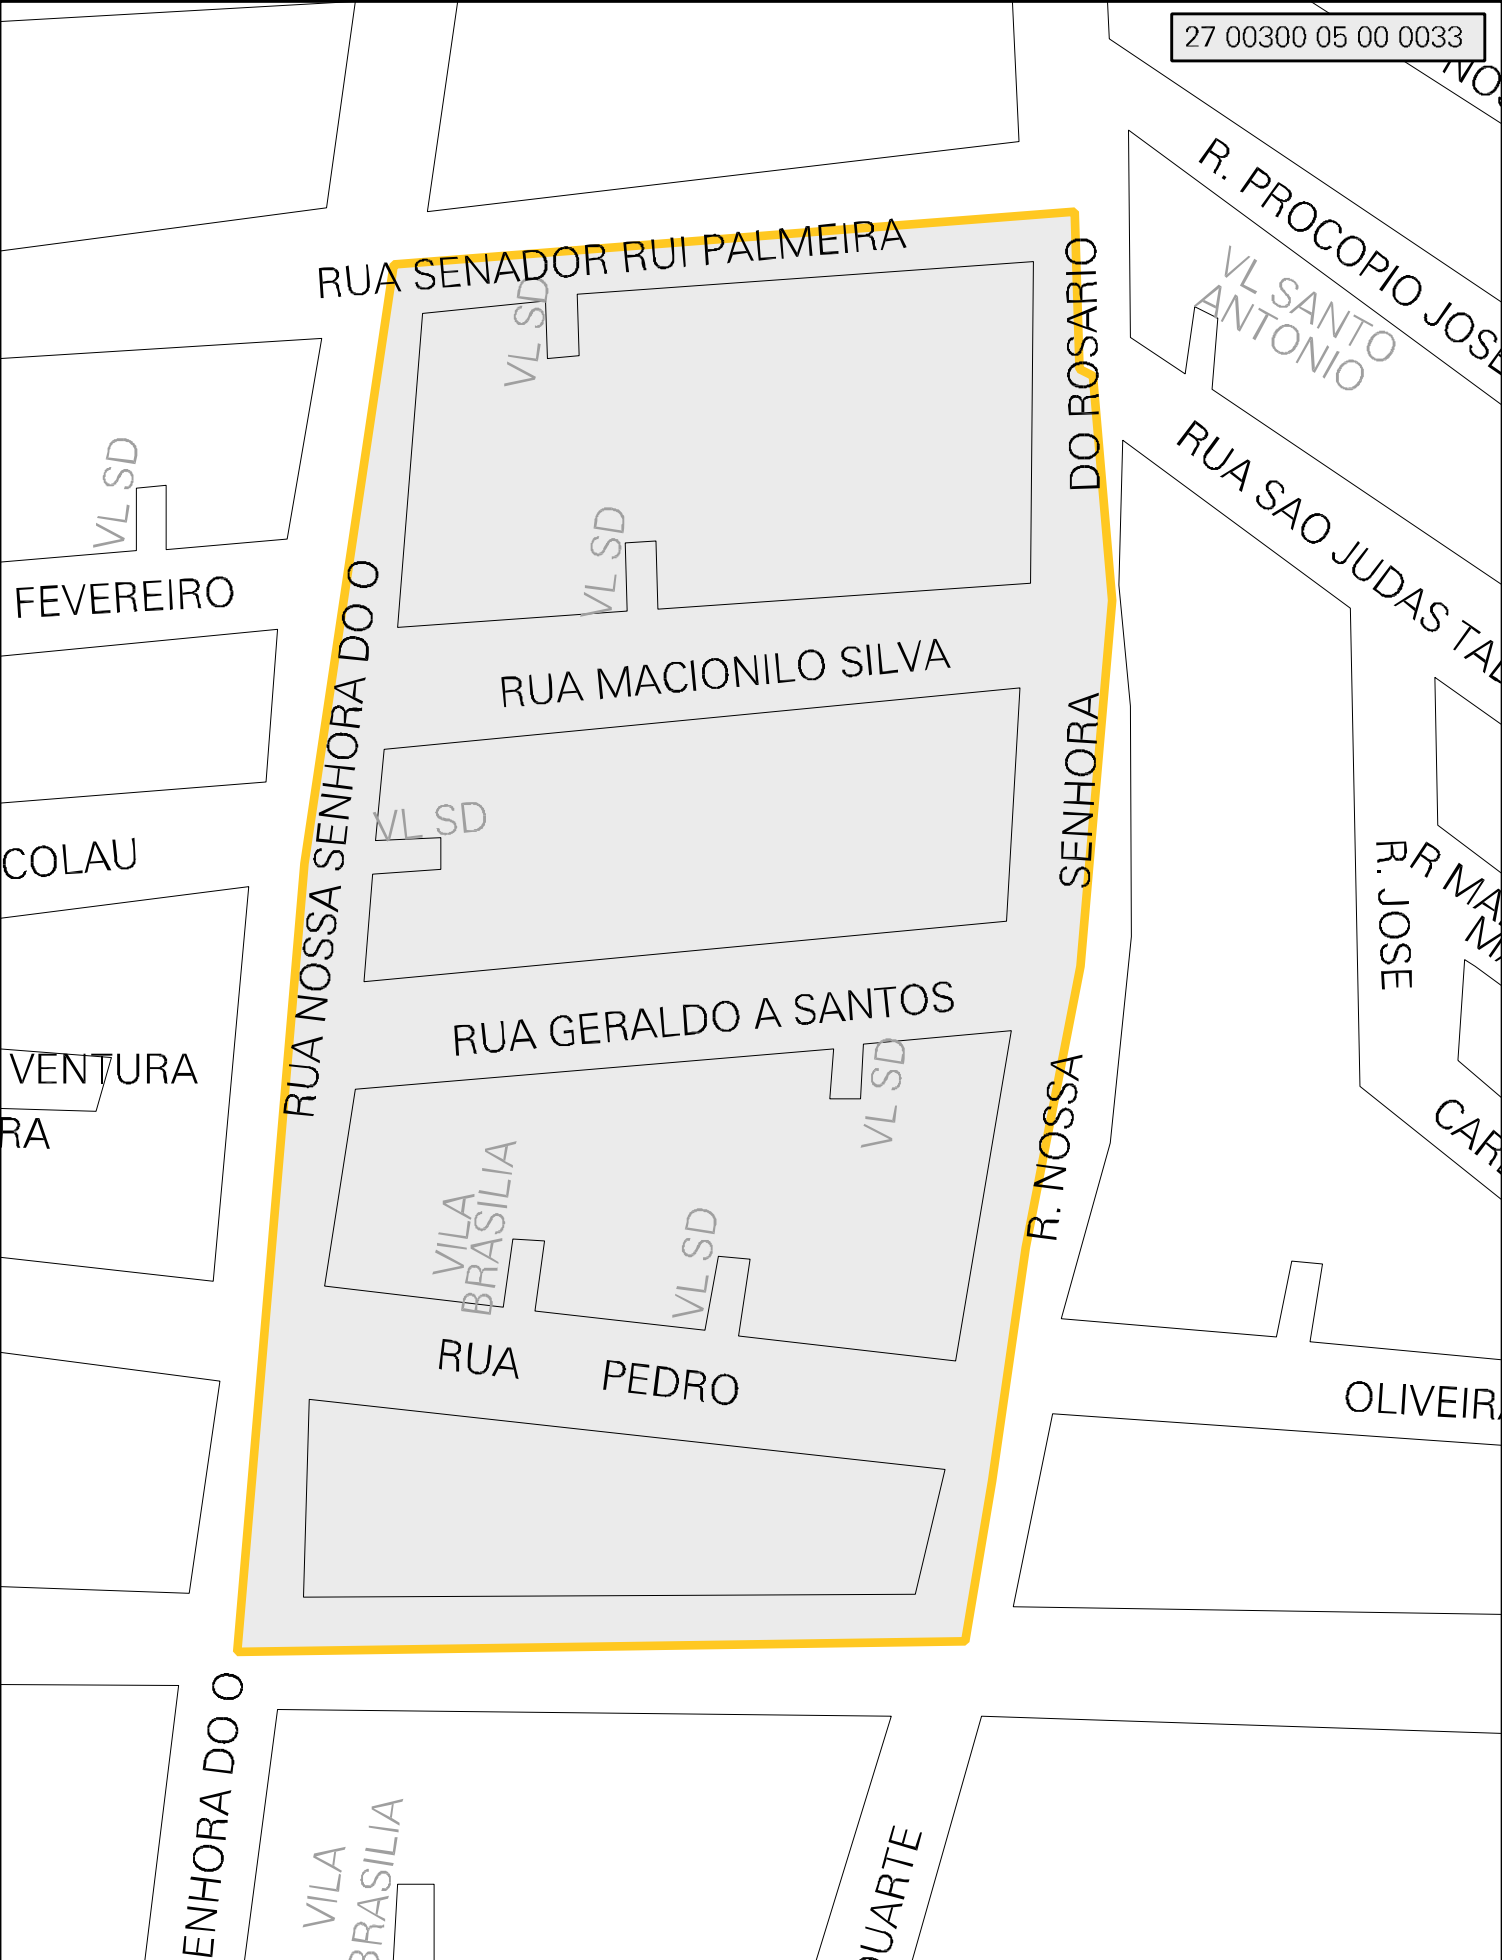 27 00300 05 00 0033
R. PROCOPIO JOSE
RUA SENADOR RUI PALMEIRA
VL SD
DO ROSARIO
VL SANTO
ANTONIO
VL SD
VL SD
RUA SAO JUDAS
FEVEREIRO
RUA NOSSA SENHORA DO O
RUA MACIONILO SILVA
SENHORA
VL SD
COLAU
R. JOSE
R
RUA GERALDO A SANTOS
VL SD
VENTURA
RA
R. NOSSA
VILA
BRASILIA
VL SD
RUA PEDRO
OLIVEIRA
ENHORA DO O
VILA
BRASILIA
UARTE